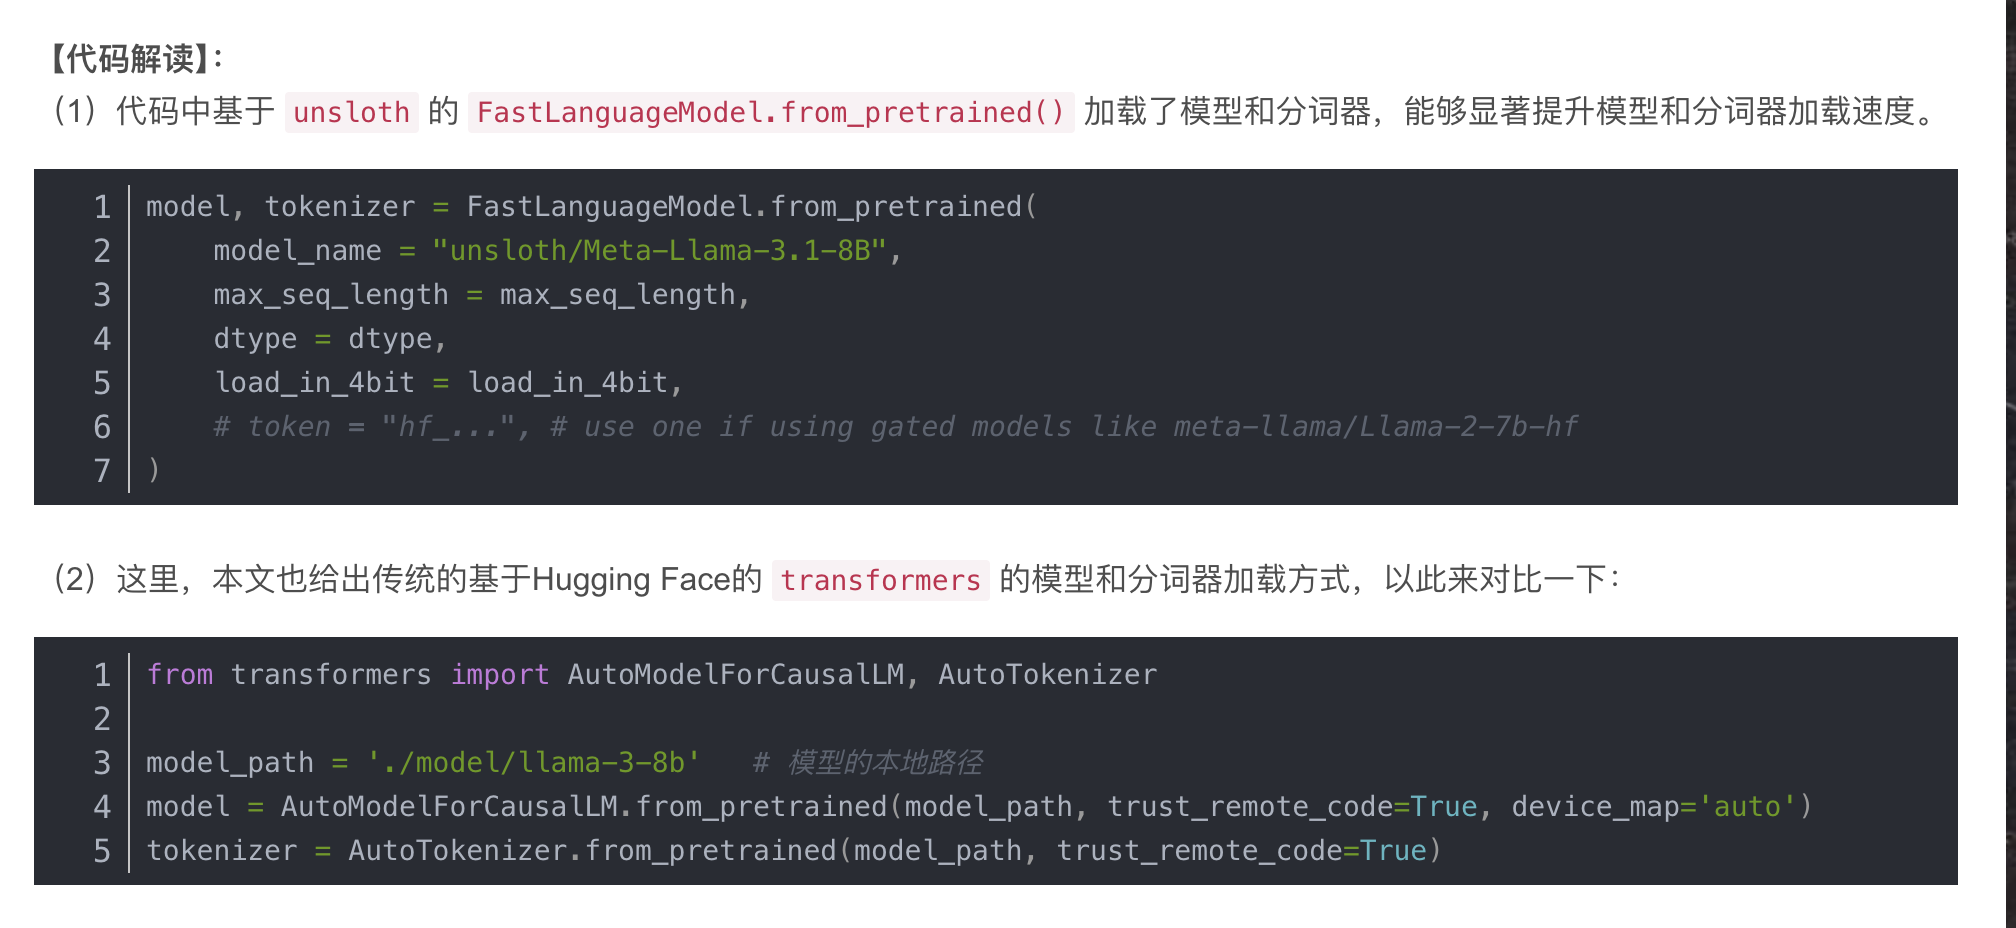 【代码解读】：
（1）代码中基于 unsloth 的 FastLanguageModel.from_pretrained() 加载了模型和分词器，能够显著提升模型和分词器加载速度。
1 model, tokenizer = FastLanguageModel.from_pretrained(
2     model_name = "unsloth/Meta-Llama-3.1-8B",
3     max_seq_length = max_seq_length,
4     dtype = dtype,
5     load_in_4bit = load_in_4bit,
6     # token = "hf_...", # use one if using gated models like meta-llama/Llama-2-7b-hf
7 )
（2）这里，本文也给出传统的基于Hugging Face的 transformers 的模型和分词器加载方式，以此来对比一下：
1 from transformers import AutoModelForCausalLM, AutoTokenizer
2
3 model_path = './model/llama-3-8b'   # 模型的本地路径
4 model = AutoModelForCausalLM.from_pretrained(model_path, trust_remote_code=True, device_map='auto')
5 tokenizer = AutoTokenizer.from_pretrained(model_path, trust_remote_code=True)